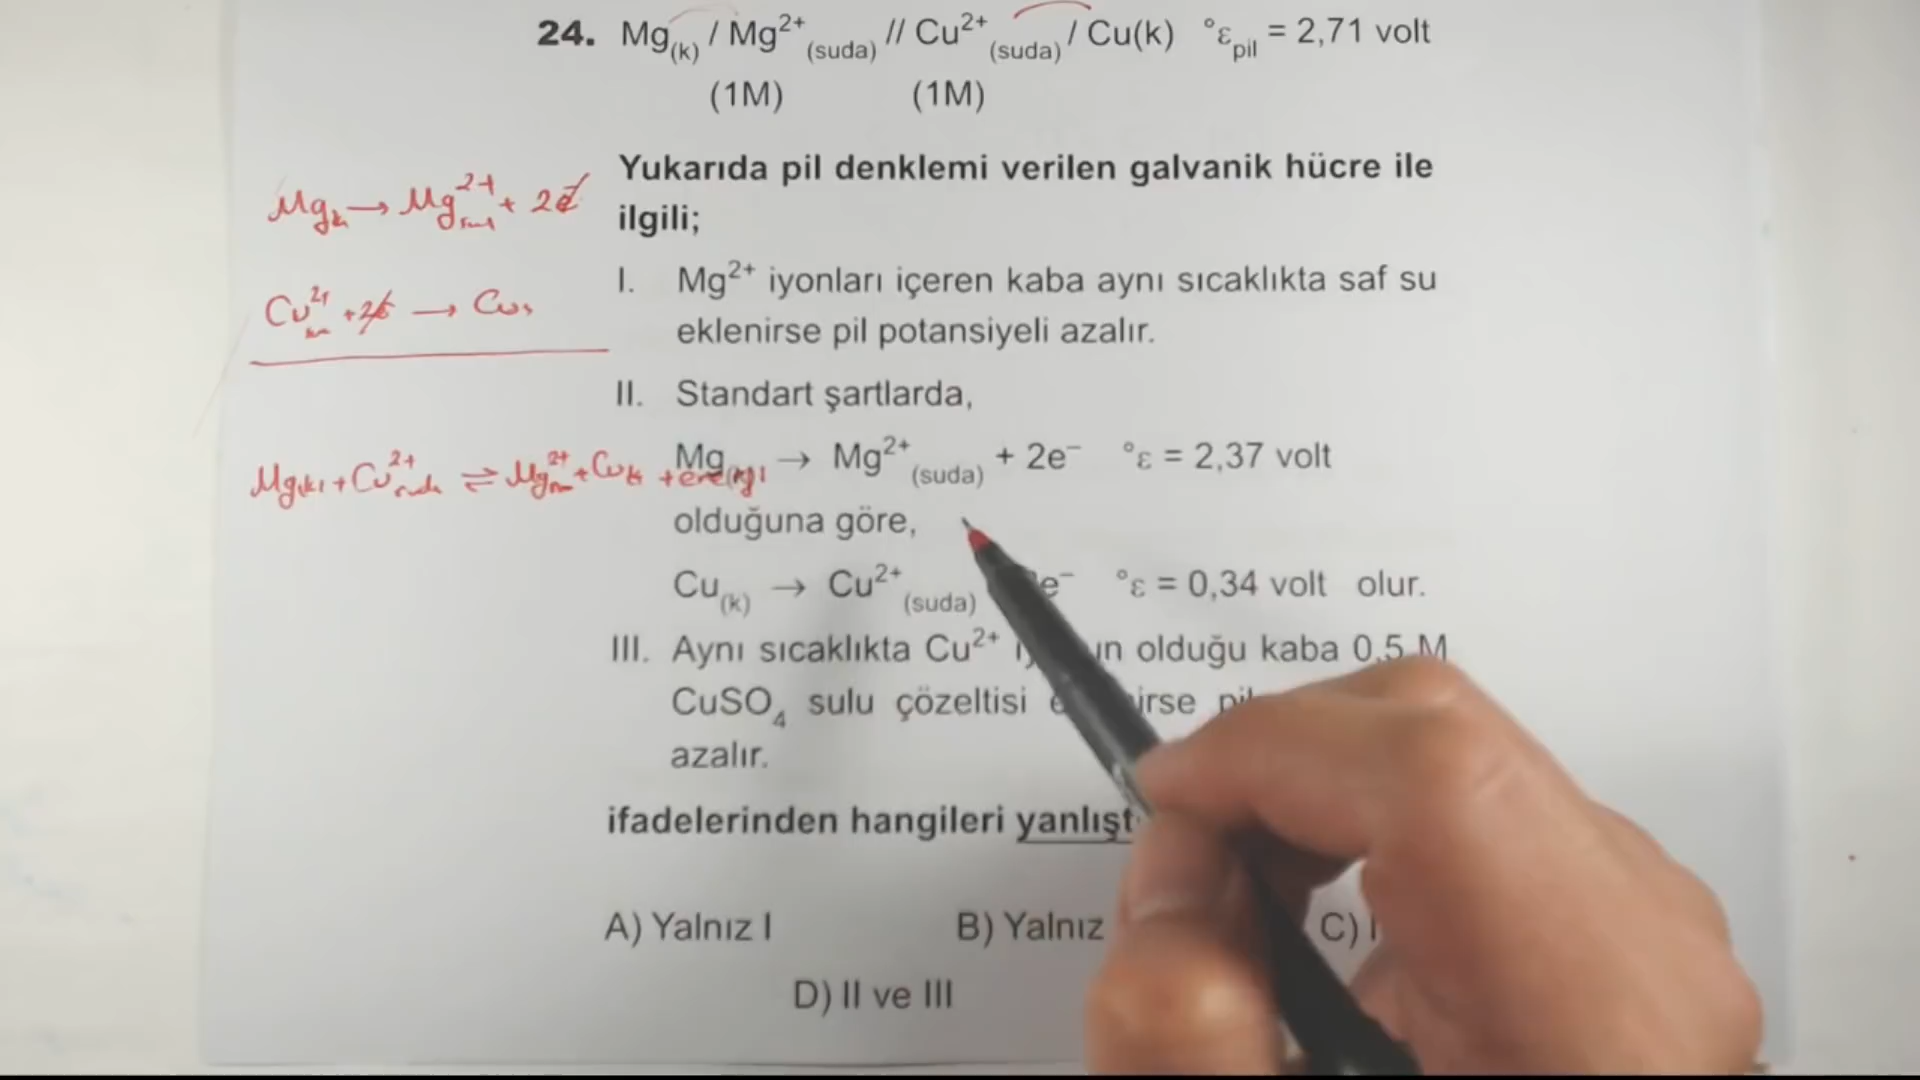 24. Mg(k) / Mg²⁺(suda) // Cu²⁺(suda) / Cu(k) °εpil = 2,71 volt
(1M) (1M)
Yukarıda pil denklemi verilen galvanik hücre ile
ilgili;
Mgk → Mg²⁺suda + 2e
I. Mg²⁺ iyonları içeren kaba aynı sıcaklıkta saf su
Cu²⁺ + 2e → Cu
eklenirse pil potansiyeli azalır.
II. Standart şartlarda,
Mg → Mg²⁺(suda) + 2e⁻ °ε = 2,37 volt
Mg(k) + Cu²⁺suda ⇌ Mg²⁺ + Cu + enerji
olduğuna göre,
Cu(k) → Cu²⁺(suda) e⁻ °ε = 0,34 volt olur.
III. Aynı sıcaklıkta Cu²⁺ olduğu kaba 0,5 M
CuSO₄ sulu çözeltisi
azalır.
ifadelerinden hangileri yanlışt
A) Yalnız I B) Yalnız C) I
D) II ve III